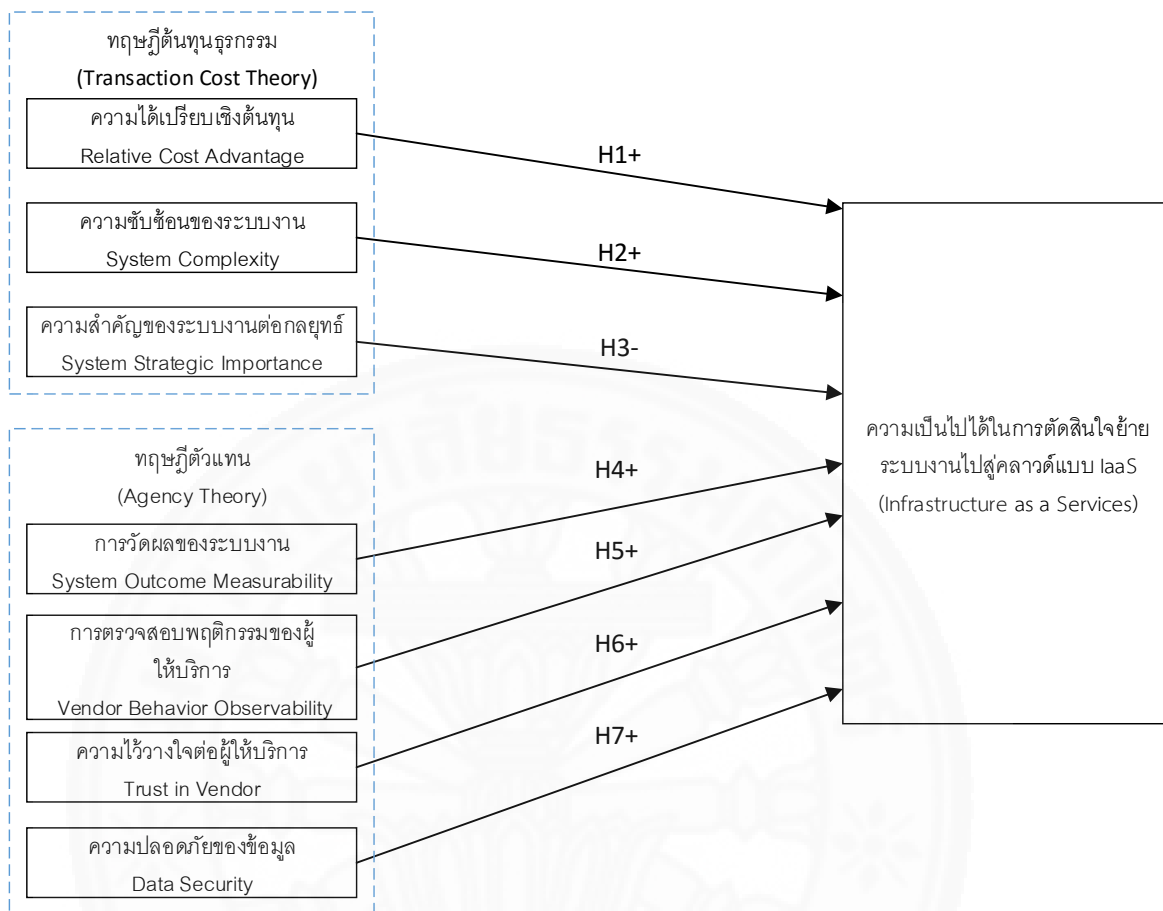 ทฤษฎีต้นทุนธุรกรรม
(Transaction Cost Theory)
ความได้เปรียบเชิงต้นทุน
Relative Cost Advantage
ความซับซ้อนของระบบงาน
System Complexity
ความสำคัญของระบบงานต่อกลยุทธ์
System Strategic Importance
H1+
H2+
H3-
ทฤษฎีตัวแทน
(Agency Theory)
การวัดผลของระบบงาน
System Outcome Measurability
การตรวจสอบพฤติกรรมของผู้
ให้บริการ
Vendor Behavior Observability
ความไว้วางใจต่อผู้ให้บริการ
Trust in Vendor
ความปลอดภัยของข้อมูล
Data Security
H4+
H5+
H6+
H7+
ความเป็นไปได้ในการตัดสินใจย้าย
ระบบงานไปสู่คลาวด์แบบ IaaS
(Infrastructure as a Services)